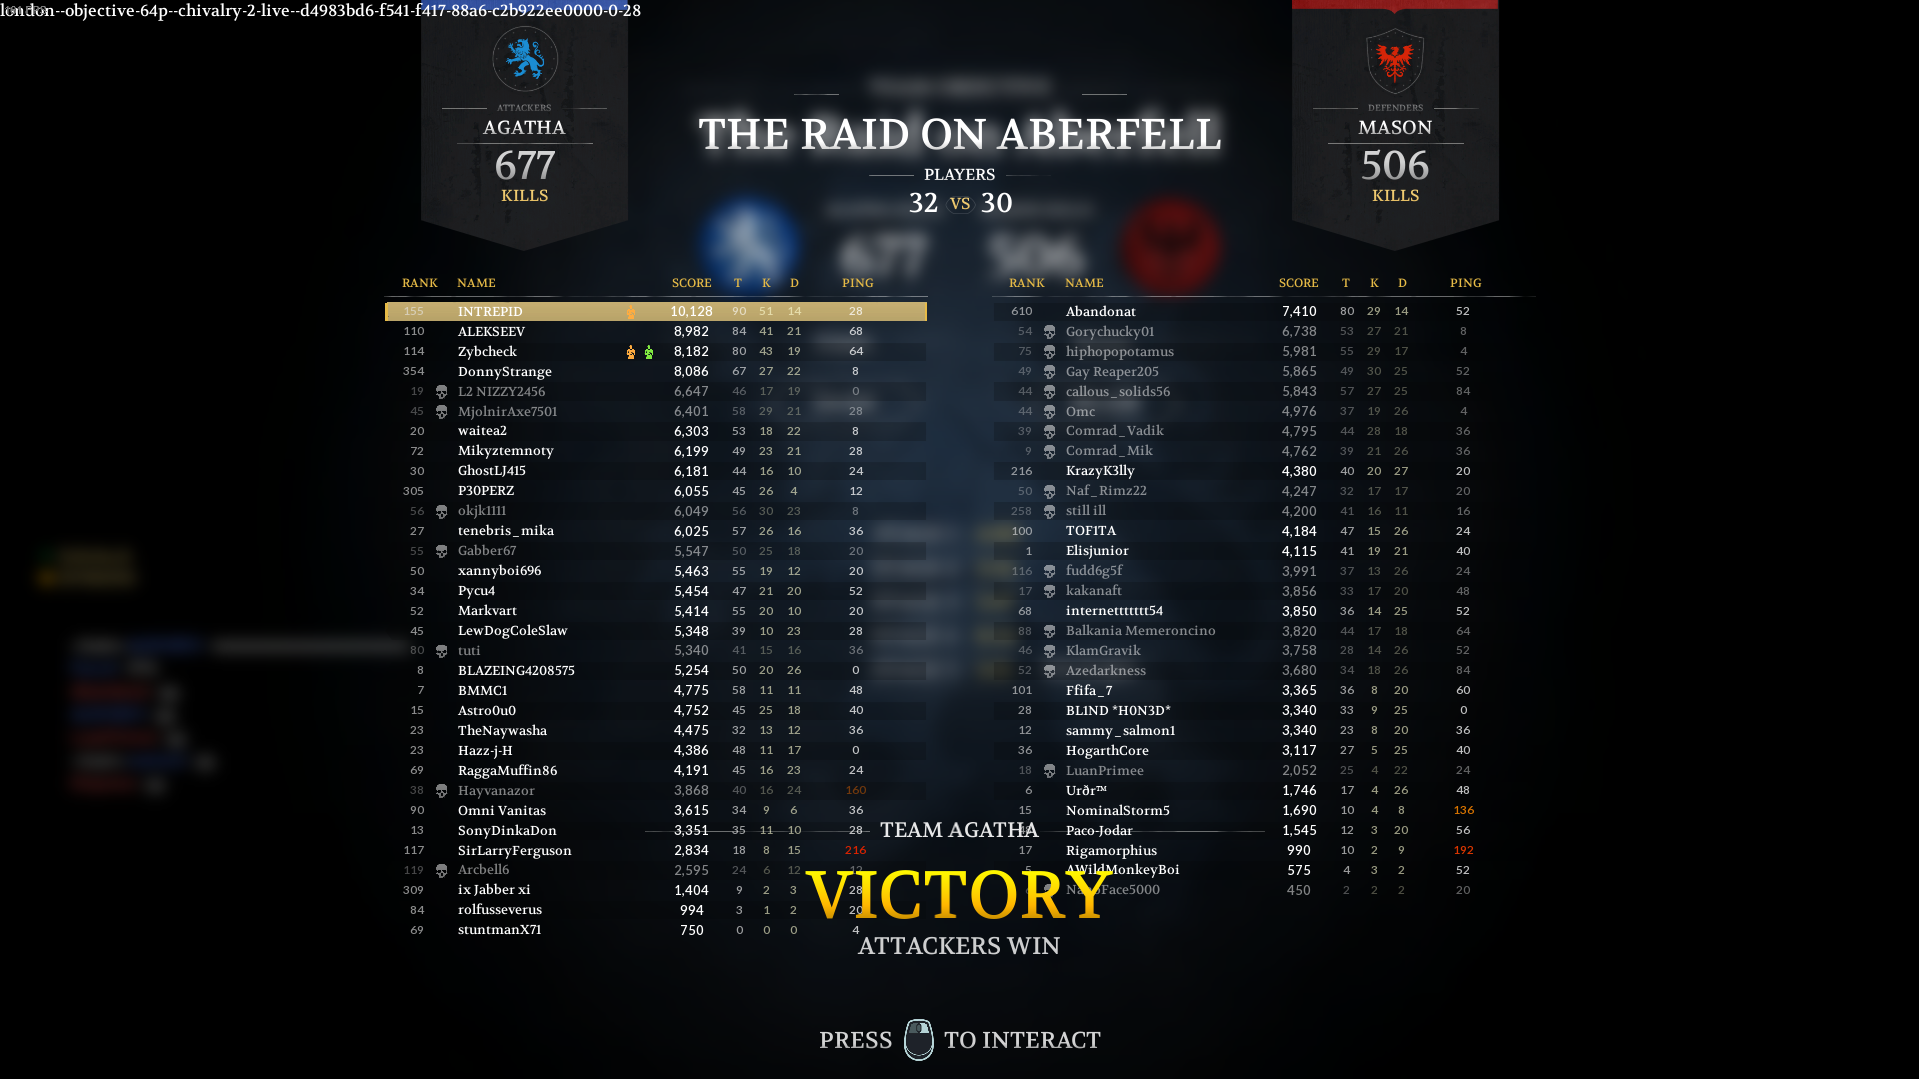 london--objective-64p--chivalry-2-live--d4983bd6-f541-f417-88a6-c2b922ee0000-0-28
ATTACKERS
AGATHA
677
KILLS
THE RAID ON ABERFELL
PLAYERS
32 VS 30
DEFENDERS
MASON
506
KILLS
677 506
RANK NAME SCORE T K D PING
155 INTREPID 10,128 90 51 14 28
110 ALEKSEEV 8,982 84 41 21 68
114 Zybcheck 8,182 80 43 19 64
354 DonnyStrange 8,086 67 27 22 8
19 L2 NIZZY2456 6,647 46 17 19 0
45 MjolnirAxe7501 6,401 58 29 21 28
20 waitea2 6,303 53 18 22 8
72 Mikyztemnoty 6,199 49 23 21 28
30 GhostLJ415 6,181 44 16 10 24
305 P30PERZ 6,055 45 26 4 12
56 okjk1111 6,049 56 30 23 8
27 tenebris_mika 6,025 57 26 16 36
55 Gabber67 5,547 50 25 18 20
50 xannyboi696 5,463 55 19 12 20
34 Pycu4 5,454 47 21 20 52
52 Markvart 5,414 55 20 10 20
45 LewDogColeSlaw 5,348 39 10 23 28
80 tuti 5,340 41 15 16 36
8 BLAZEING4208575 5,254 50 20 26 0
7 BMMC1 4,775 58 11 11 48
15 Astro0u0 4,752 45 25 18 40
23 TheNaywasha 4,475 32 13 12 36
23 Hazz-j-H 4,386 48 11 17 0
69 RaggaMuffin86 4,191 45 16 23 24
38 Hayvanazor 3,868 40 16 24 160
90 Omni Vanitas 3,615 34 9 6 36
13 SonyDinkaDon 3,351 35 11 10 28
117 SirLarryFerguson 2,834 18 8 15 216
119 Arcbell6 2,595 24 6 12 12
309 ix Jabber xi 1,404 9 2 3 28
84 rolfusseverus 994 3 1 2 20
69 stuntmanX71 750 0 0 0 4
RANK NAME SCORE T K D PING
610 Abandonat 7,410 80 29 14 52
54 Gorychucky01 6,738 53 27 21 8
75 hiphopopotamus 5,981 55 29 17 4
49 Gay Reaper205 5,865 49 30 25 52
44 callous_solids56 5,843 57 27 25 84
44 Omc 4,976 37 19 26 4
39 Comrad_Vadik 4,795 44 28 18 36
9 Comrad_Mik 4,762 39 21 26 36
216 KrazyK3lly 4,380 40 20 27 20
50 Naf_Rimz22 4,247 32 17 17 20
258 still ill 4,200 41 16 11 16
100 TOF1TA 4,184 47 15 26 24
1 Elisjunior 4,115 41 19 21 40
116 fudd6g5f 3,991 37 13 26 24
17 kakanaft 3,856 33 17 20 48
68 internettttttt54 3,850 36 14 25 52
88 Balkania Memeroncino 3,820 44 17 18 64
46 KlamGravik 3,758 28 14 26 52
52 Azedarkness 3,680 34 18 26 84
101 Ffifa_7 3,365 36 8 20 60
28 BL1ND *H0N3D* 3,340 33 9 25 0
12 sammy_salmon1 3,340 23 8 20 36
36 HogarthCore 3,117 27 5 25 40
18 LuanPrimee 2,052 25 4 22 24
6 Urðr™ 1,746 17 4 26 48
15 NominalStorm5 1,690 10 4 8 136
Paco-Jodar 1,545 12 3 20 56
17 Rigamorphius 990 10 2 9 192
5 AWildMonkeyBoi 575 4 3 2 52
450 2 2 2 20
TEAM AGATHA
VICTORY
ATTACKERS WIN
PRESS TO INTERACT